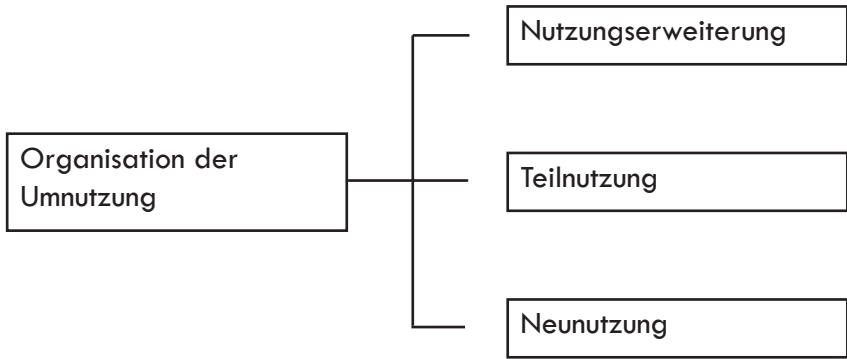 Nutzungserweiterung
Organisation der
Umnutzung
Teilnutzung
Neunutzung